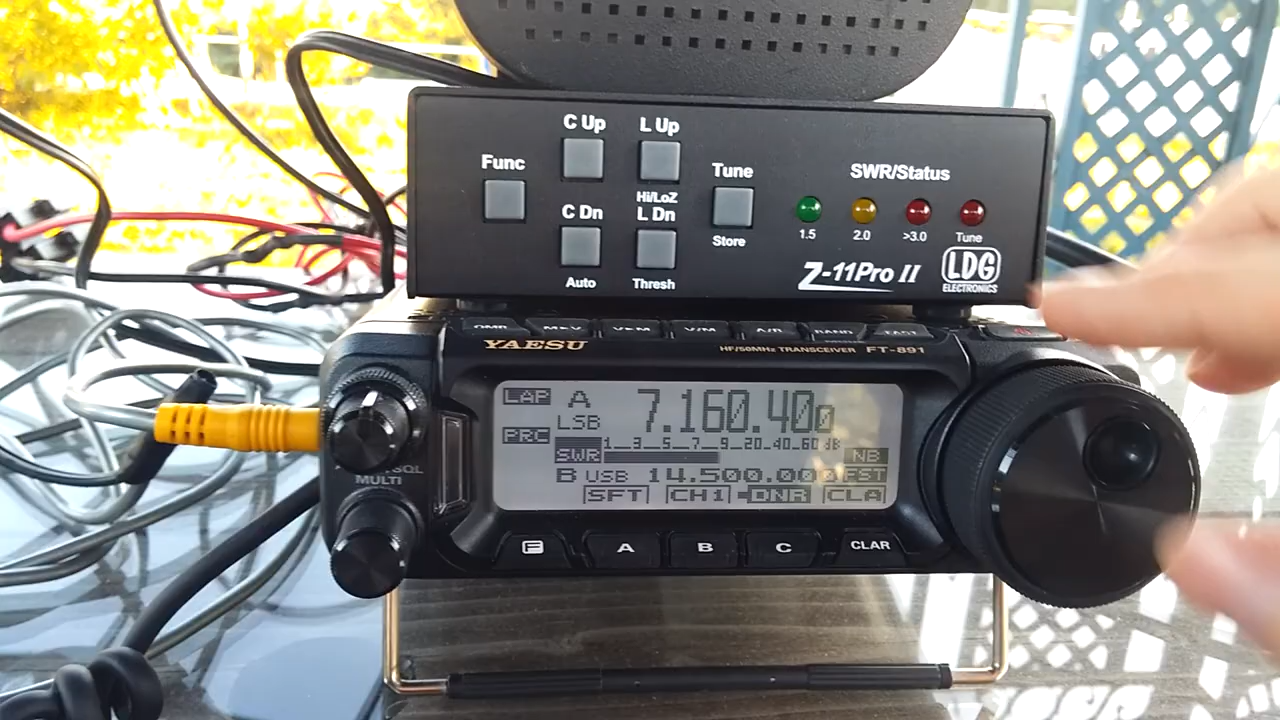 C Up
L Up
Func
Tune
SWR/Status
Hi/LoZ
C Dn
L Dn
Store
1.5
2.0
>3.0
Tune
Auto
Thresh
Z-11Pro II
LDG
ELECTRONICS
V/M
YAESU
HF/50MHz TRANSCEIVER FT-891
LAP
A
7.160.400
LSB
PRC
1 3 5 7 9 20 40 60 dB
SWR
NB
B USB 14.500.000 FST
SFT CH1 DNR CLA
SQL
MULTI
F
A
B
C
CLAR